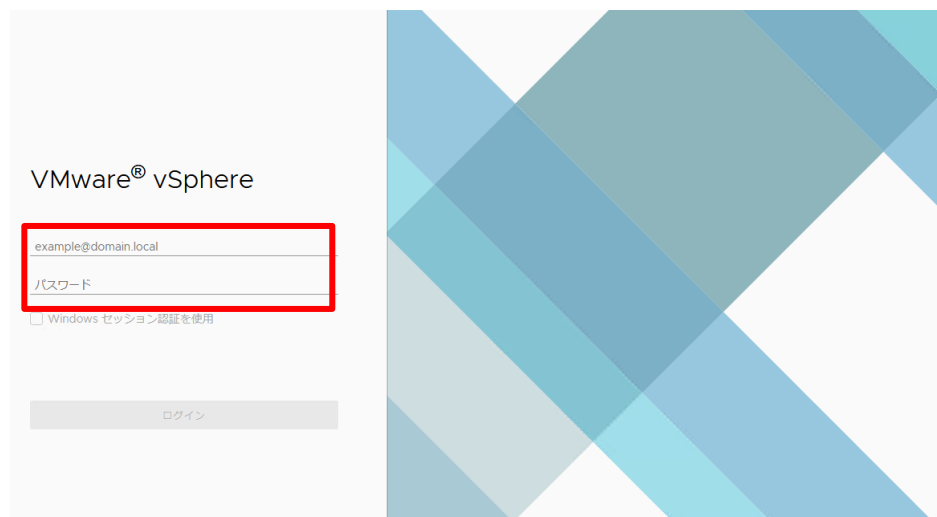 VMware® vSphere
example@domain.local
パスワード
Windows セッション認証を使用
ログイン